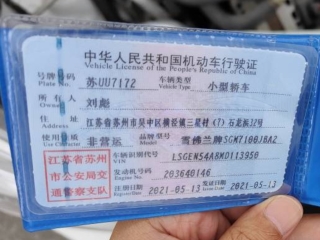 中华人民共和国机动车行驶证
Vehicle License of the People's Republic of China
号牌号码 苏UU7172 车辆类型 小型轿车
Plate No. Vehicle Type
所有人 刘彪
Owner
住址 江苏省苏州市吴中区横泾镇三星村(7)石北浜32号
Address
使用性质 非营运 品牌型号 雪佛兰牌SGM7100JBA2
Use Character Model
江苏省苏州
市公安局交
通警察支队
车辆识别代号 LSGEN54A8M0113950
VIN
发动机号码 203640146
Engine No.
注册日期 2021-05-13 发证日期 2021-05-13
Register Date Issue Date